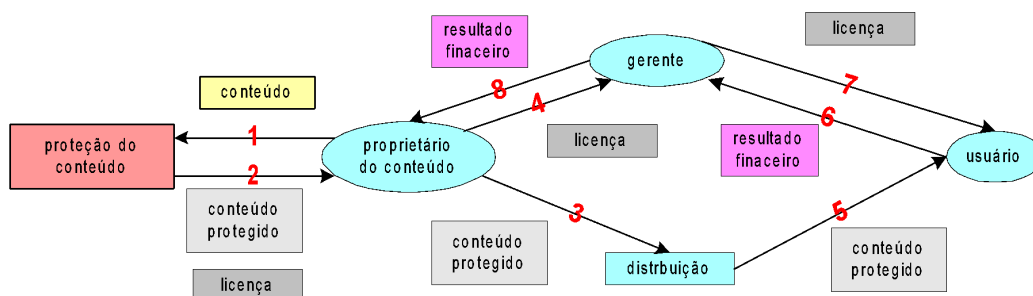 resultado
finaceiro
licença
gerente
conteúdo
8
4
7
6
1
proteção do
conteúdo
proprietário
do conteúdo
licença
resultado
finaceiro
usuário
2
conteúdo
protegido
3
5
conteúdo
protegido
distrbuição
conteúdo
protegido
licença